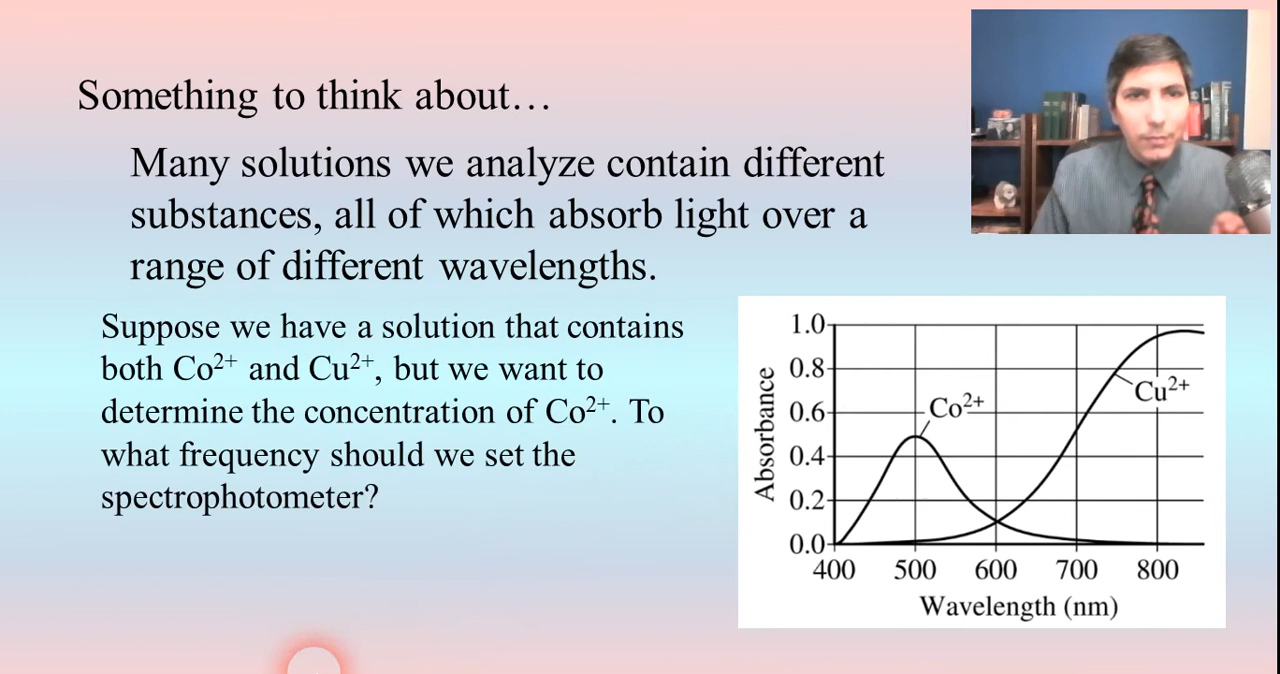 Something to think about…
Many solutions we analyze contain different
substances, all of which absorb light over a
range of different wavelengths.
Suppose we have a solution that contains
both Co²⁺ and Cu²⁺, but we want to
determine the concentration of Co²⁺. To
what frequency should we set the
spectrophotometer?
Absorbance
1.0
0.8
0.6
0.4
0.2
0.0
Co²⁺
Cu²⁺
400 500 600 700 800
Wavelength (nm)